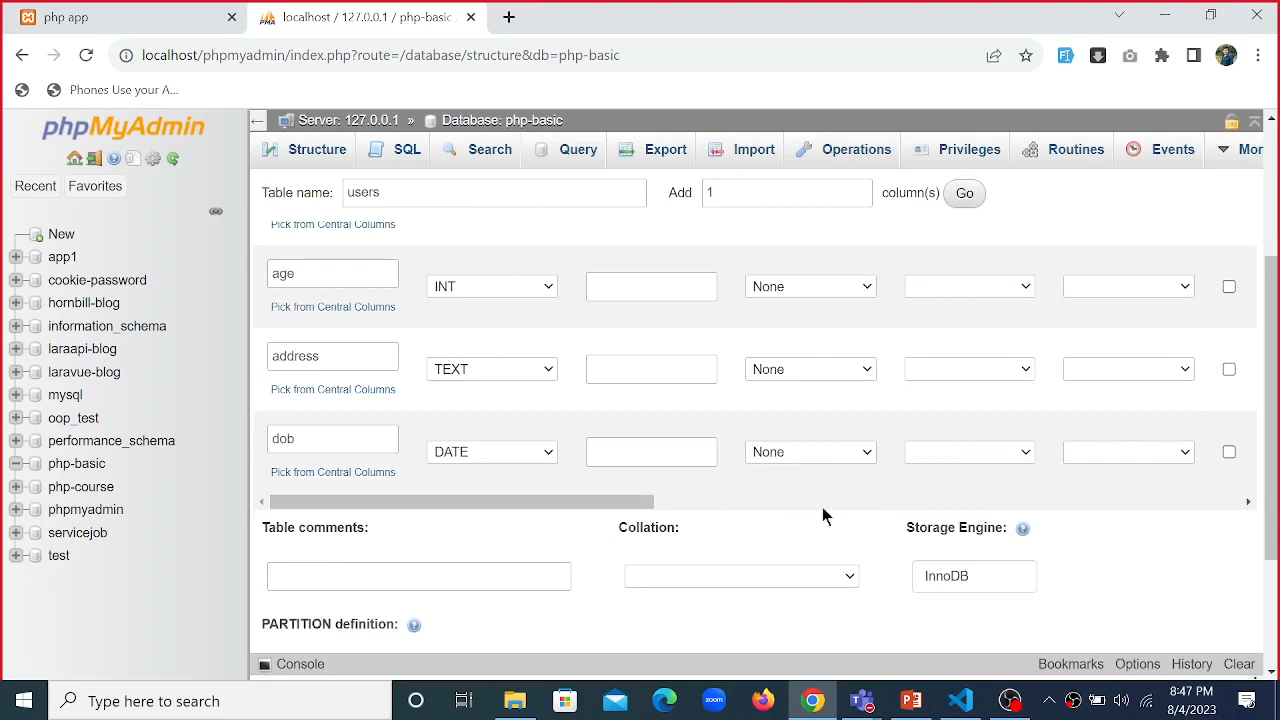 php app
localhost / 127.0.0.1 / php-basic
localhost/phpmyadmin/index.php?route=/database/structure&db=php-basic
Phones Use your A...
phpMyAdmin
Recent
Favorites
New
app1
cookie-password
hornbill-blog
information_schema
laraapi-blog
laravue-blog
mysql
oop_test
performance_schema
php-basic
php-course
phpmyadmin
servicejob
test
Server: 127.0.0.1 » Database: php-basic
Structure
SQL
Search
Query
Export
Import
Operations
Privileges
Routines
Events
Mor
Table name: users Add 1 column(s) Go
Pick from Central Columns
age INT None
Pick from Central Columns
address TEXT None
Pick from Central Columns
dob DATE None
Pick from Central Columns
Table comments: Collation: Storage Engine:
InnoDB
PARTITION definition:
Console Bookmarks Options History Clear
Type here to search
zoom
8:47 PM
8/4/2023